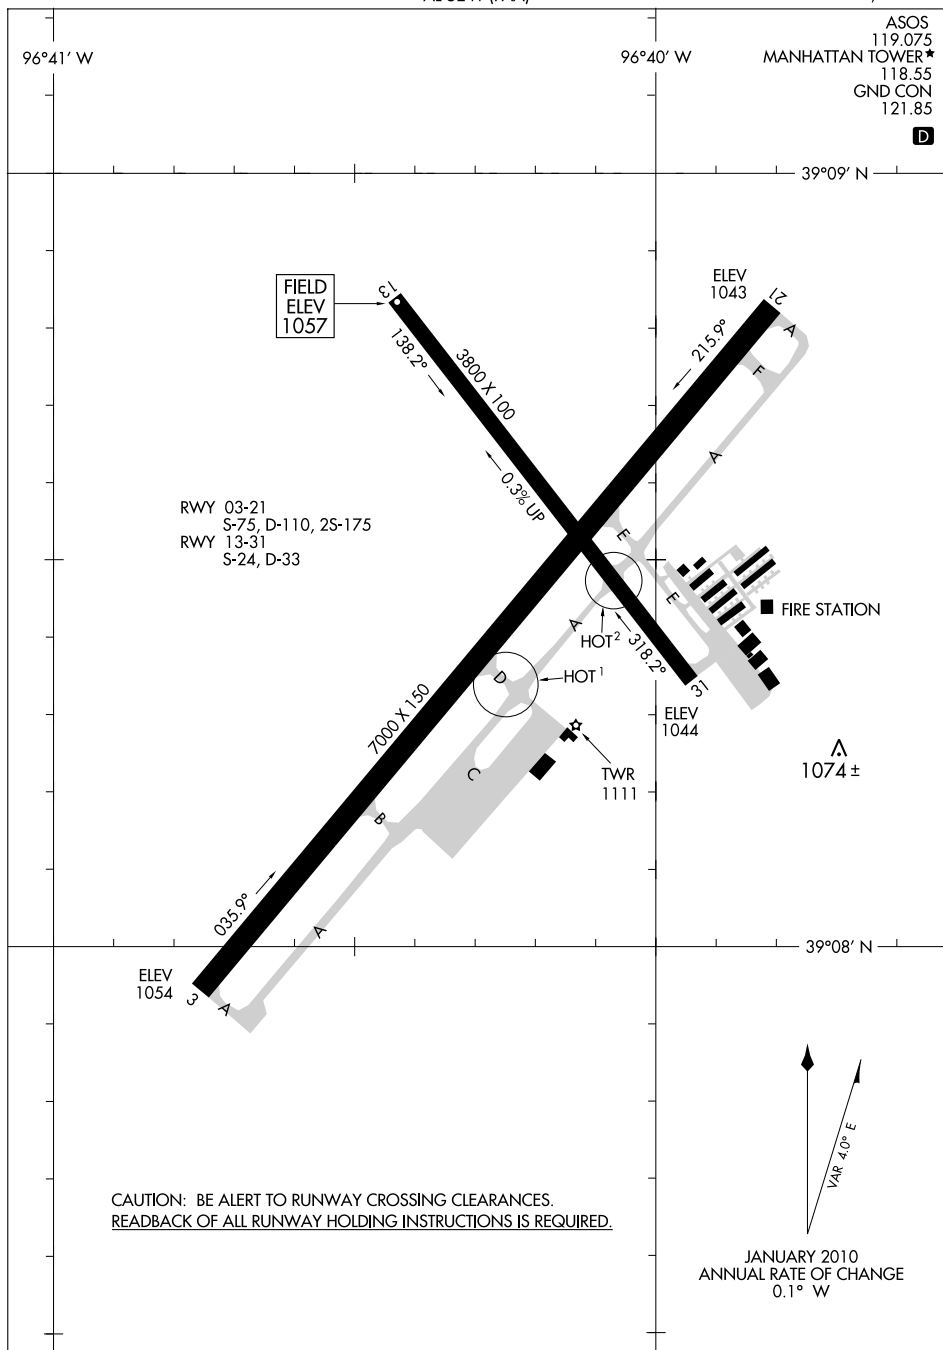 ASOS
119.075
MANHATTAN TOWER★
118.55
GND CON
121.85
D
96°41' W
96°40' W
39°09' N
FIELD
ELEV
1057
13
138.2°
3800 X 100
0.3% UP
ELEV
1043
21
215.9°
A
F
A
RWY 03-21
S-75, D-110, 2S-175
RWY 13-31
S-24, D-33
E
E
FIRE STATION
A
HOT²
318.2°
31
ELEV
1044
D
HOT¹
7000 X 150
C
TWR
1111
1074 ±
B
035.9°
A
39°08' N
ELEV
1054
3
A
VAR 4.0° E
CAUTION: BE ALERT TO RUNWAY CROSSING CLEARANCES.
READBACK OF ALL RUNWAY HOLDING INSTRUCTIONS IS REQUIRED.
JANUARY 2010
ANNUAL RATE OF CHANGE
0.1° W